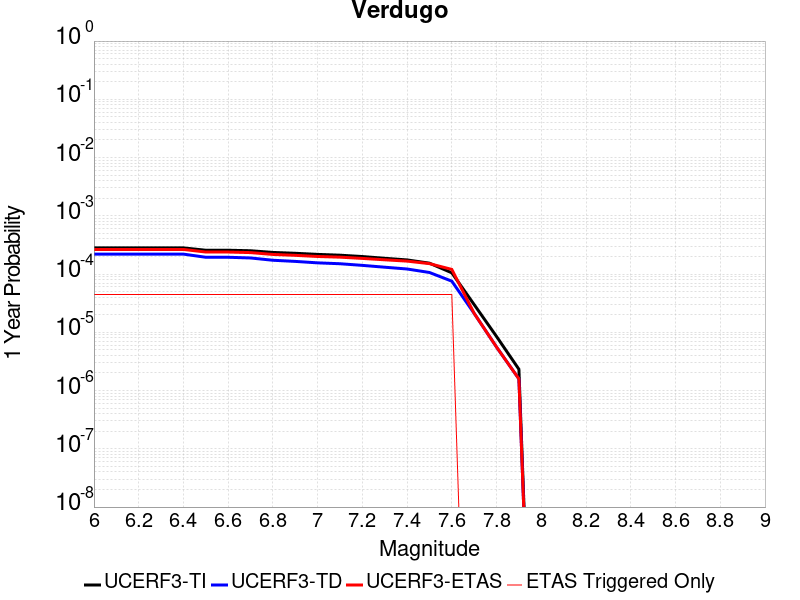 Verdugo
1 Year Probability
10^0
10^-1
10^-2
10^-3
10^-4
10^-5
10^-6
10^-7
10^-8
6 6.2 6.4 6.6 6.8 7 7.2 7.4 7.6 7.8 8 8.2 8.4 8.6 8.8 9
Magnitude
UCERF3-TI UCERF3-TD UCERF3-ETAS ETAS Triggered Only